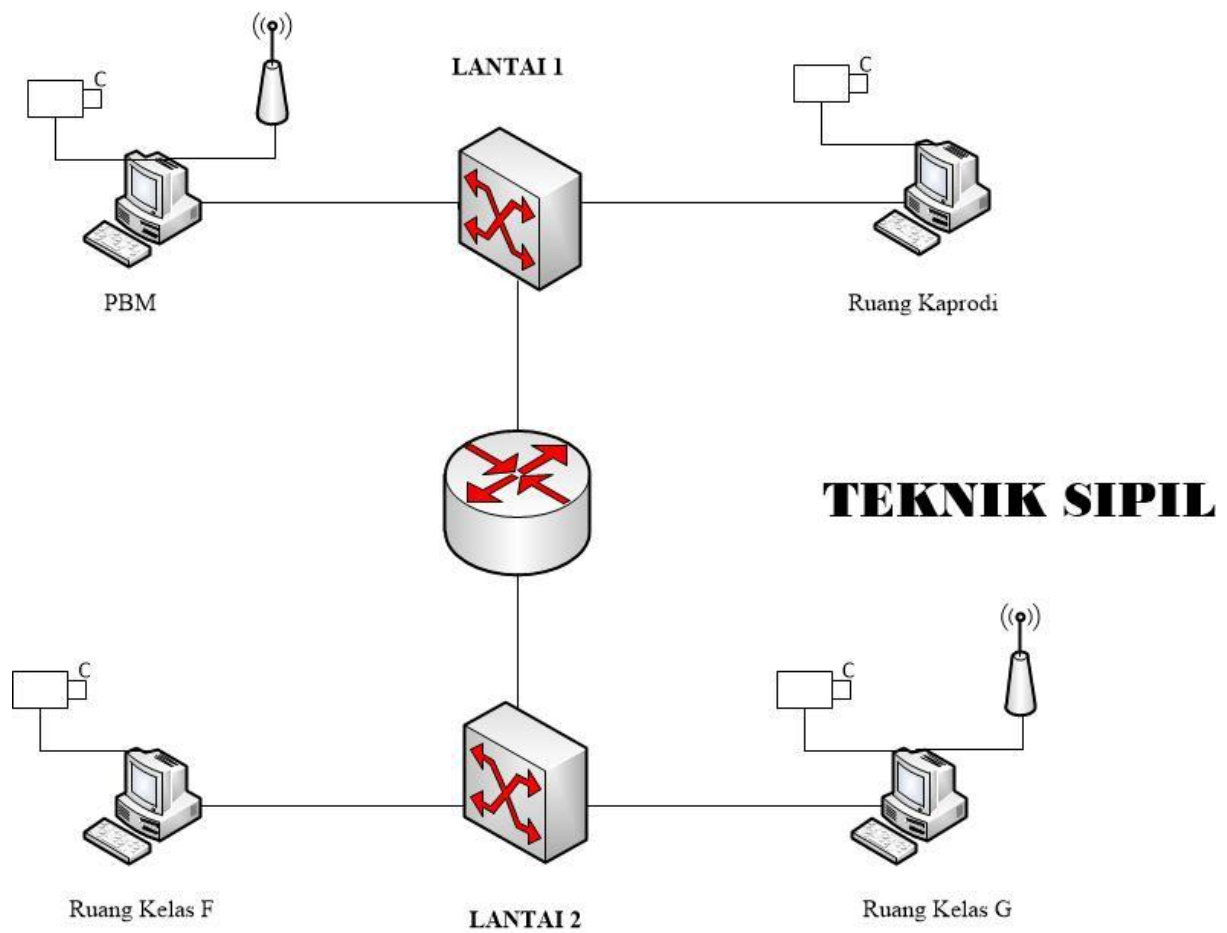 LANTAI 1
C
C
PBM
Ruang Kaprodi
TEKNIK SIPIL
C
C
Ruang Kelas F
LANTAI 2
Ruang Kelas G